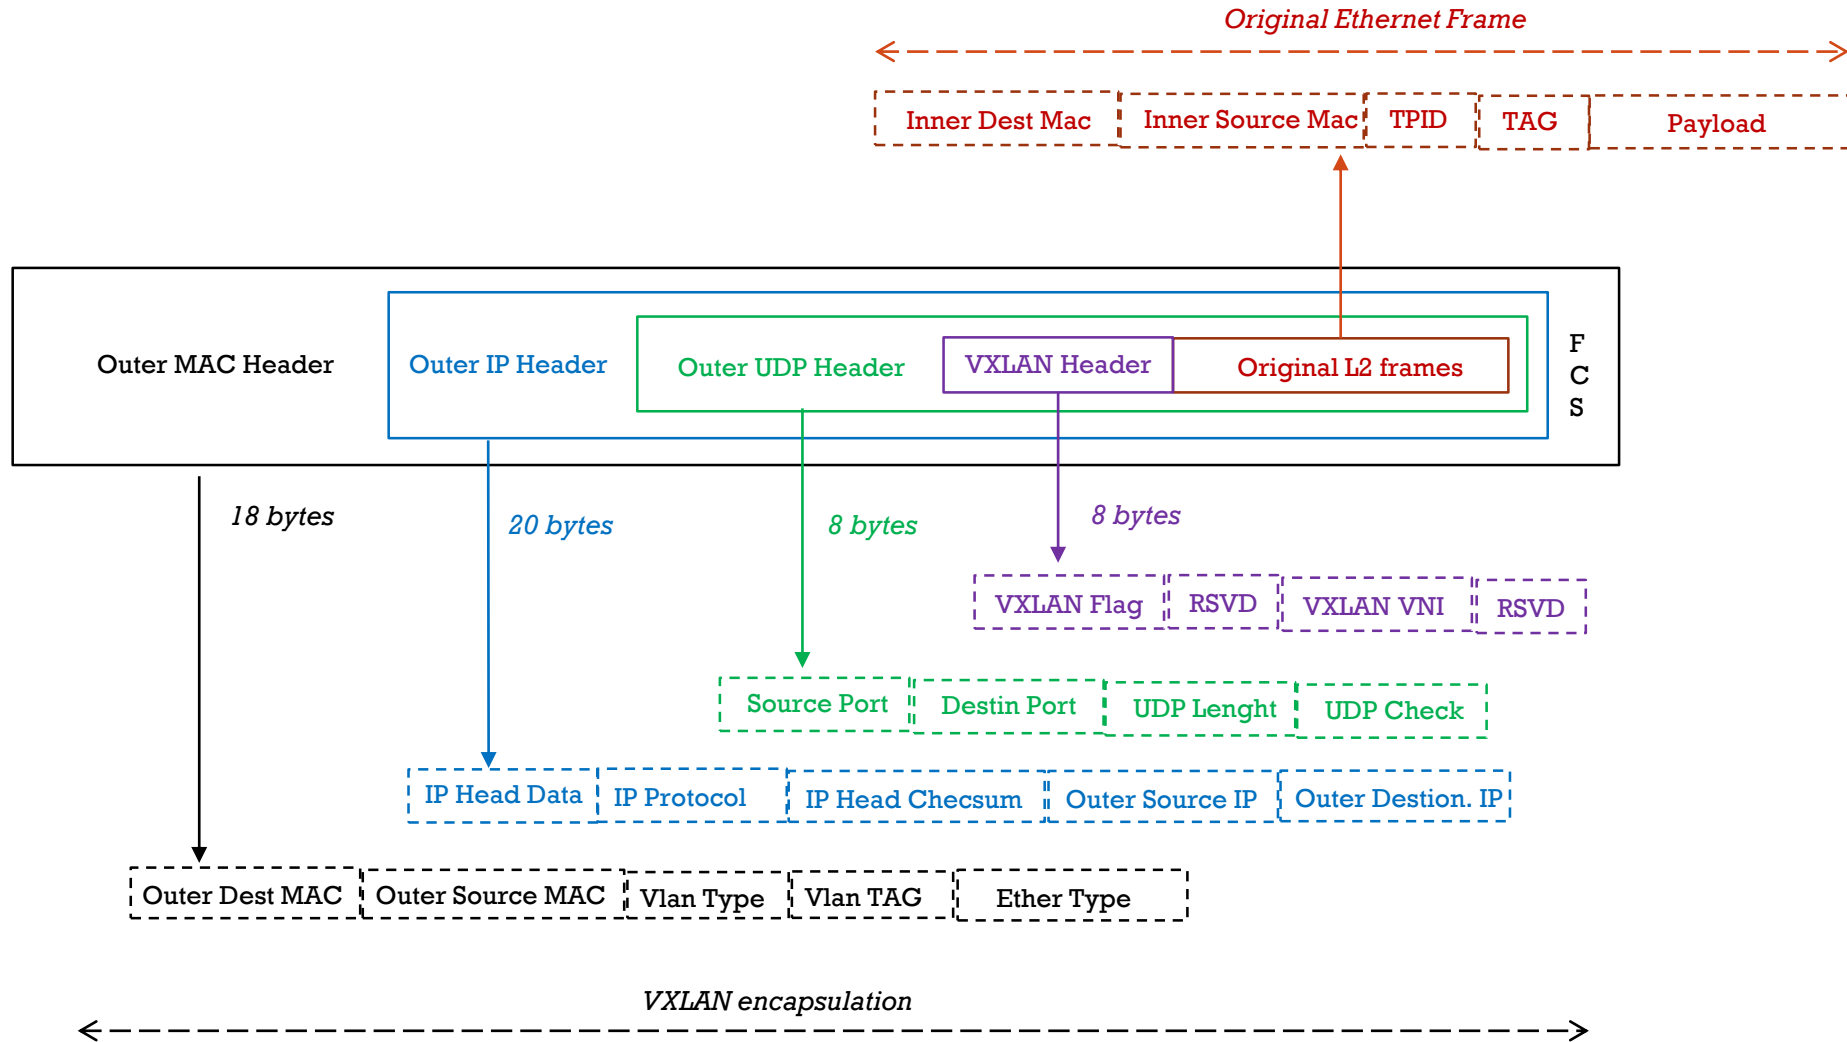 Original Ethernet Frame
Inner Dest Mac Inner Source Mac TPID TAG Payload
Outer MAC Header Outer IP Header Outer UDP Header VXLAN Header Original L2 frames
F
C
S
18 bytes 20 bytes 8 bytes 8 bytes
VXLAN Flag RSVD VXLAN VNI RSVD
Source Port Destin Port UDP Lenght UDP Check
IP Head Data IP Protocol IP Head Checsum Outer Source IP Outer Destion. IP
Outer Dest MAC Outer Source MAC Vlan Type Vlan TAG Ether Type
VXLAN encapsulation